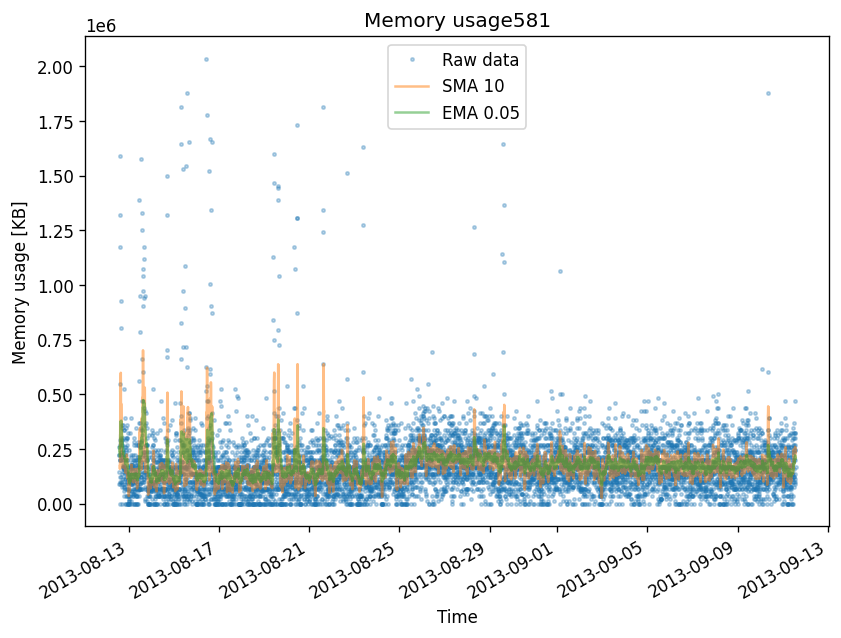 Memory usage581
1e6
Raw data
SMA 10
EMA 0.05
2.00
1.75
1.50
1.25
1.00
0.75
0.50
0.25
0.00
Memory usage [KB]
2013-08-13
2013-08-17
2013-08-21
2013-08-25
2013-08-29
2013-09-01
2013-09-05
2013-09-09
2013-09-13
Time